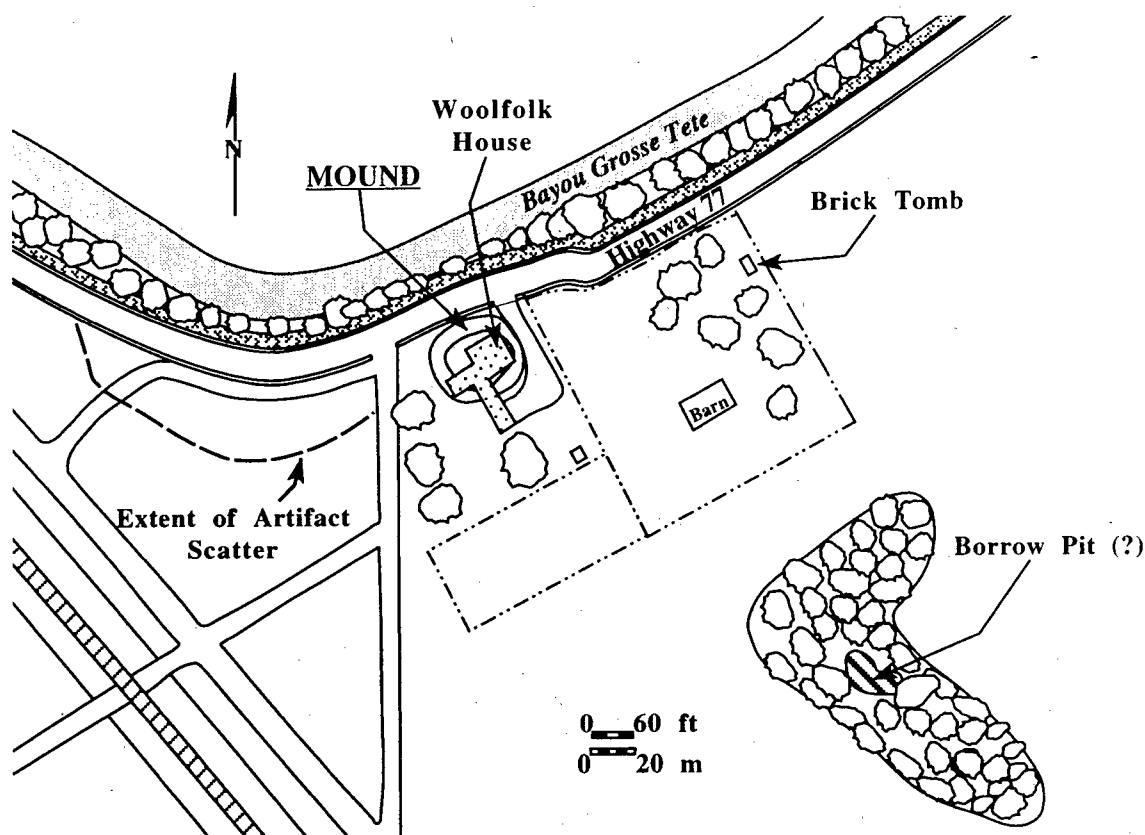 Woolfolk
House
MOUND
N
Bayou Grosse Tete
Highway 77
Brick Tomb
Barn
Extent of Artifact
Scatter
Borrow Pit (?)
0 60 ft
0 20 m